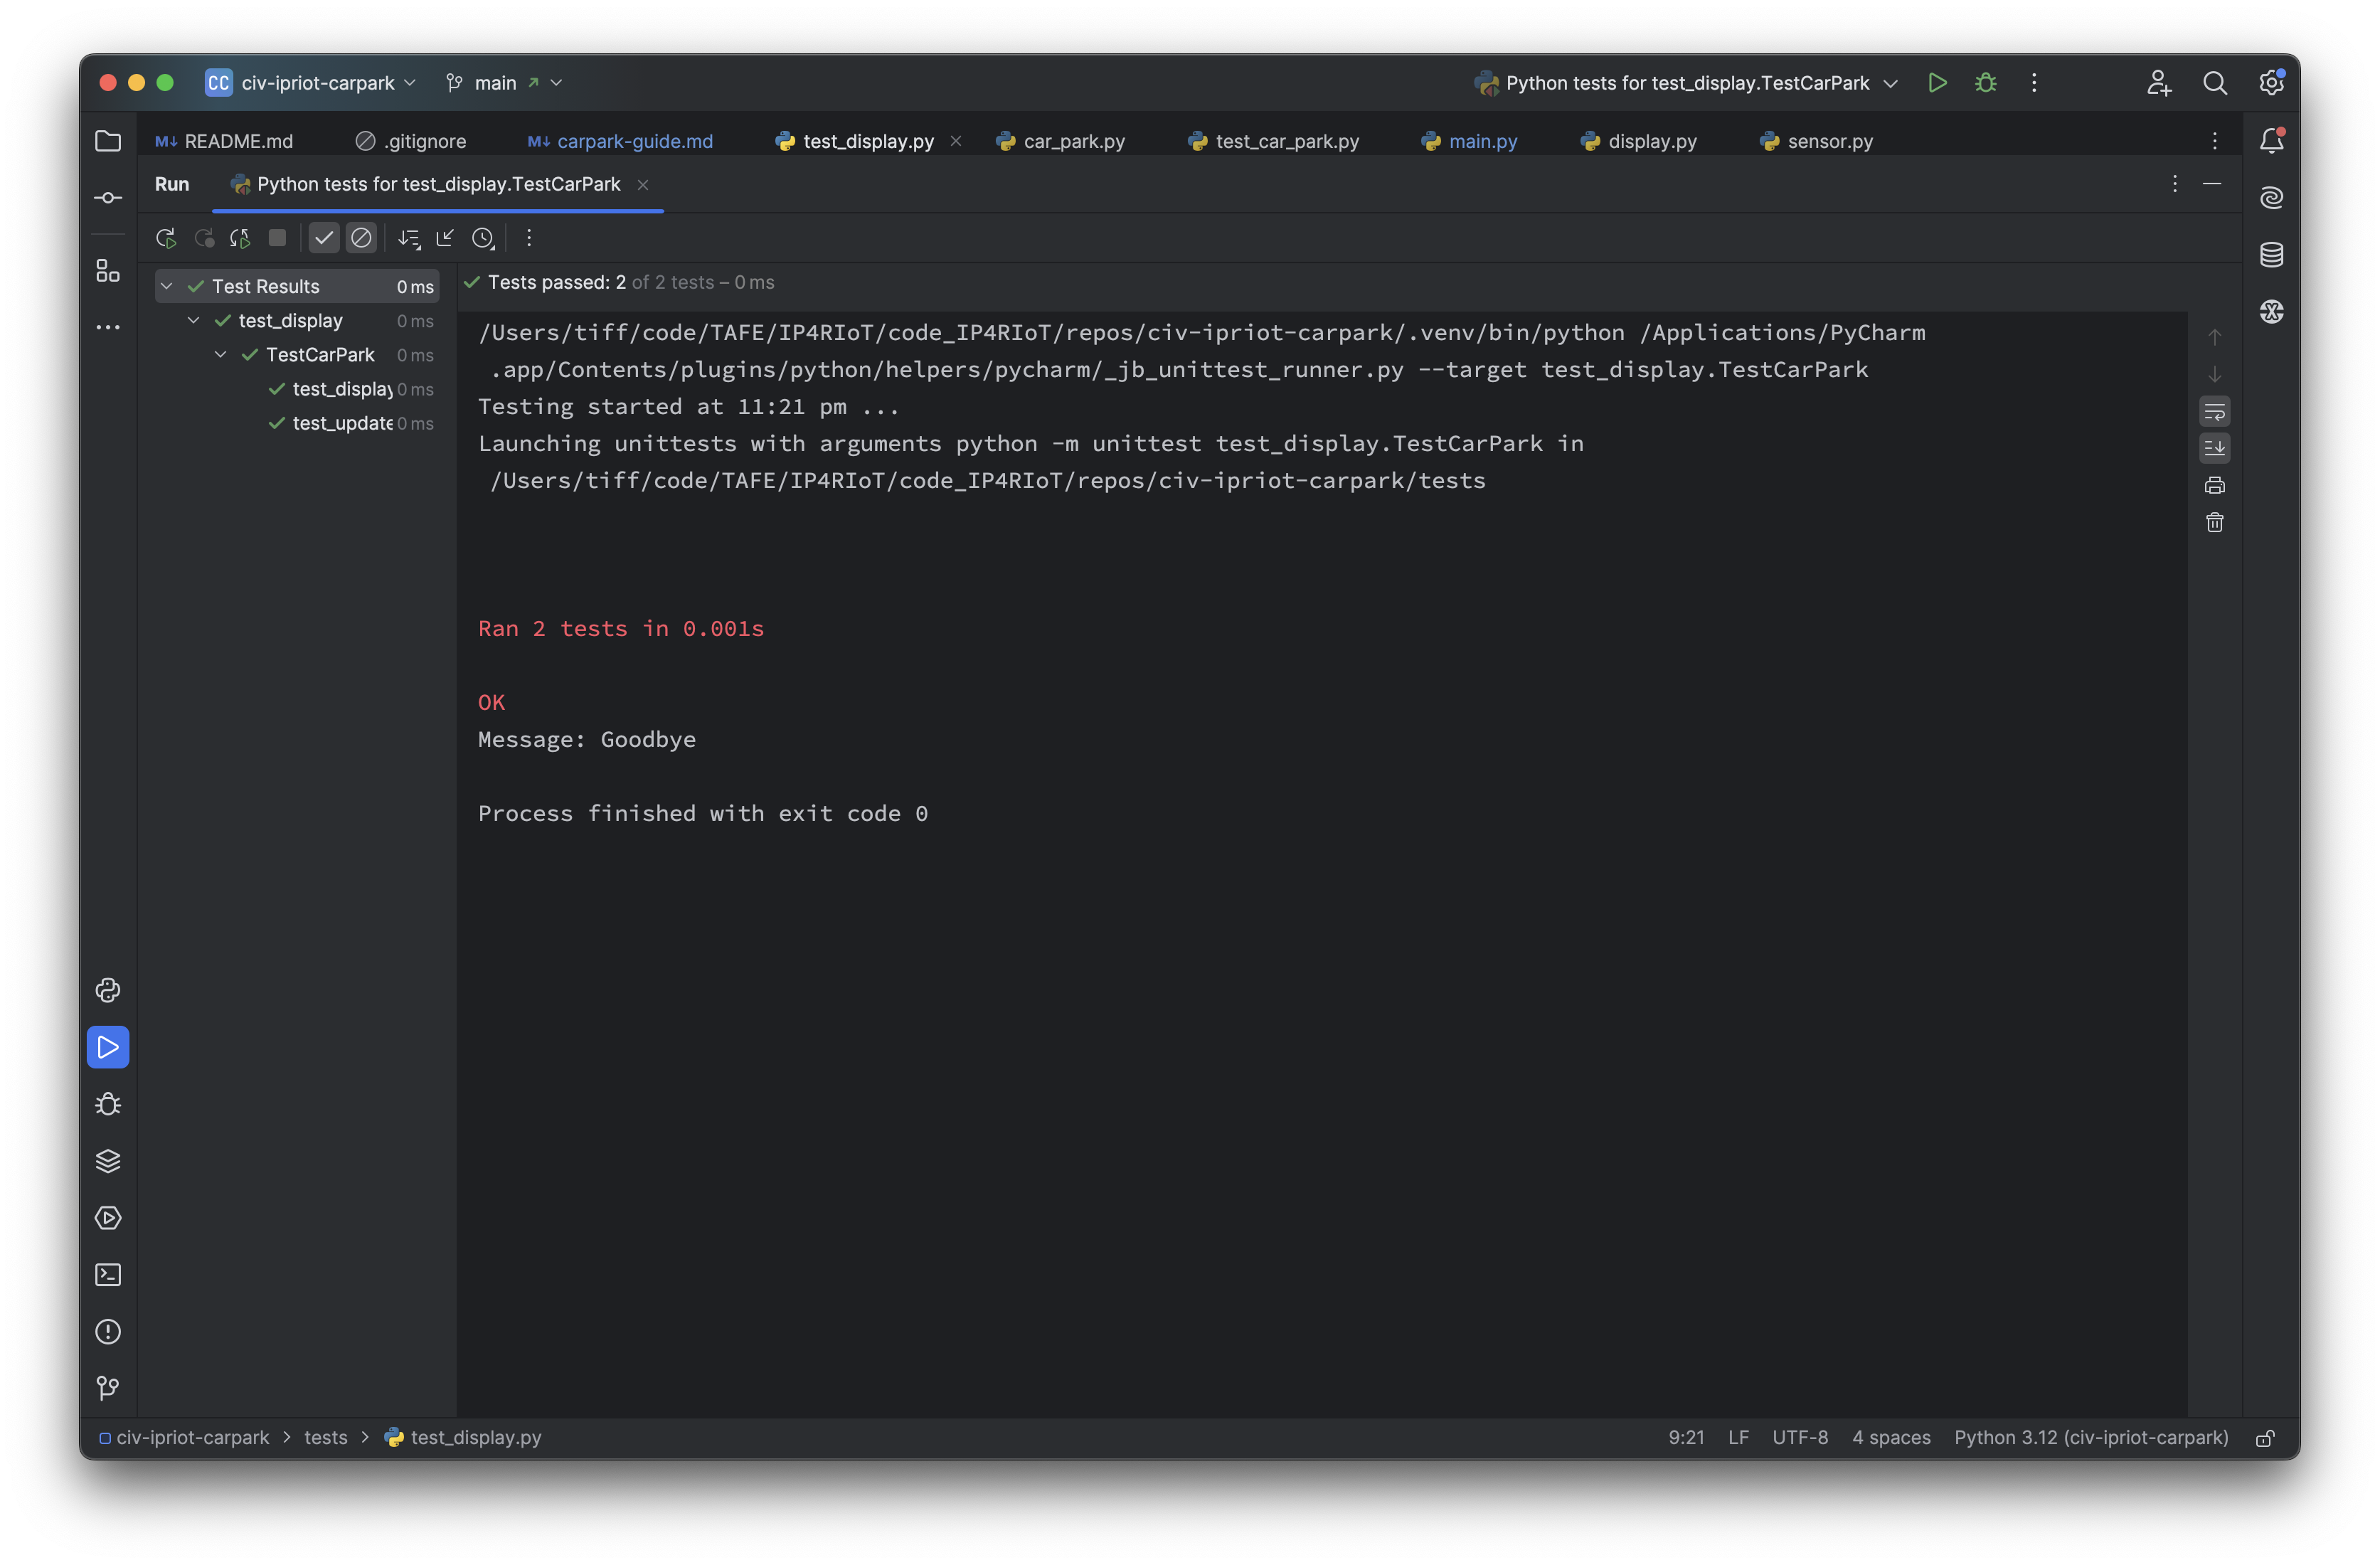 CC civ-ipriot-carpark main Python tests for test_display.TestCarPark
M↓ README.md .gitignore M↓ carpark-guide.md test_display.py car_park.py test_car_park.py main.py display.py sensor.py
Run Python tests for test_display.TestCarPark
Test Results 0 ms
test_display 0 ms
TestCarPark 0 ms
test_display 0 ms
test_update 0 ms
Tests passed: 2 of 2 tests – 0 ms
/Users/tiff/code/TAFE/IP4RIoT/code_IP4RIoT/repos/civ-ipriot-carpark/.venv/bin/python /Applications/PyCharm
.app/Contents/plugins/python/helpers/pycharm/_jb_unittest_runner.py --target test_display.TestCarPark
Testing started at 11:21 pm ...
Launching unittests with arguments python -m unittest test_display.TestCarPark in
/Users/tiff/code/TAFE/IP4RIoT/code_IP4RIoT/repos/civ-ipriot-carpark/tests
Ran 2 tests in 0.001s
OK
Message: Goodbye
Process finished with exit code 0
civ-ipriot-carpark > tests > test_display.py 9:21 LF UTF-8 4 spaces Python 3.12 (civ-ipriot-carpark)